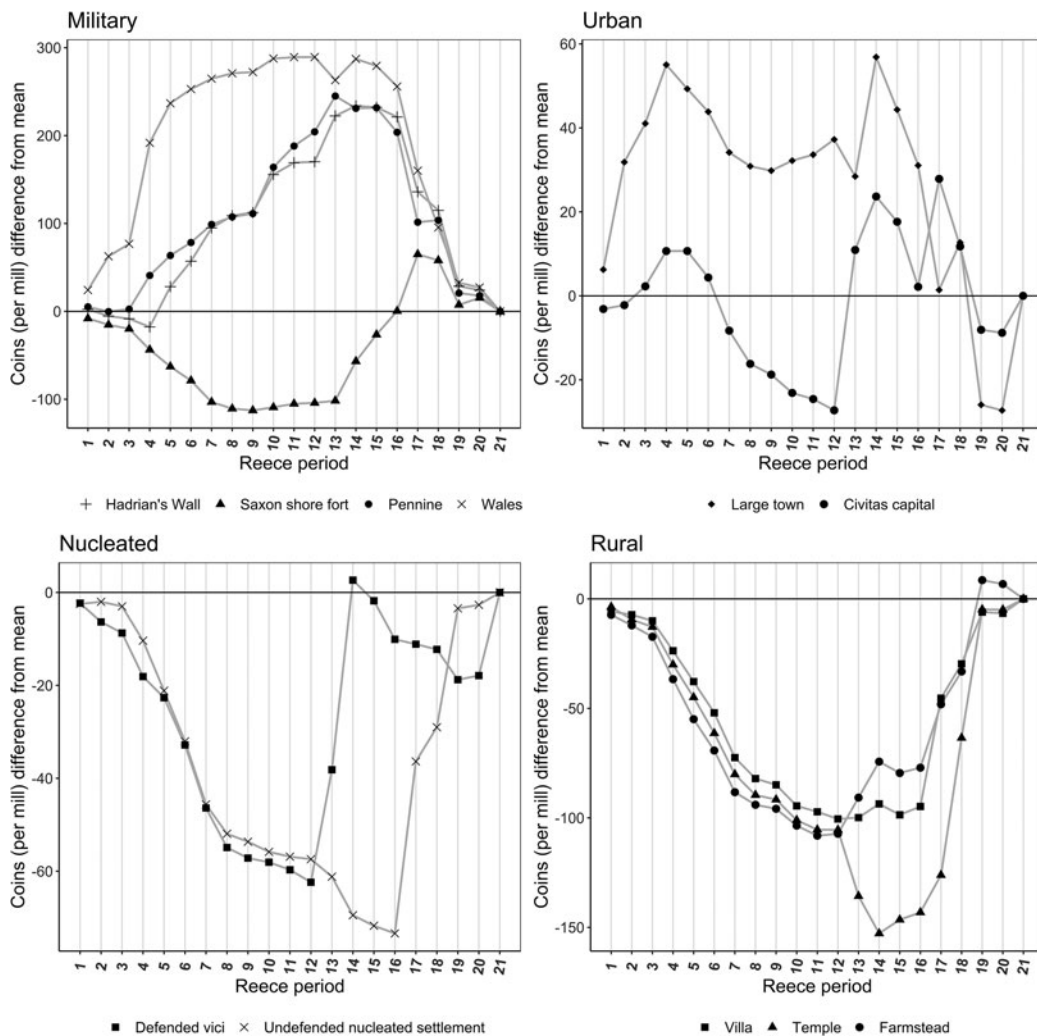 Military
Coins (per mill) difference from mean
300
200
100
0
-100
1 2 3 4 5 6 7 8 9 10 11 12 13 14 15 16 17 18 19 20 21
Reece period
Hadrian's Wall Saxon shore fort Pennine Wales
Urban
Coins (per mill) difference from mean
60
40
20
0
-20
1 2 3 4 5 6 7 8 9 10 11 12 13 14 15 16 17 18 19 20 21
Reece period
Large town Civitas capital
Nucleated
Coins (per mill) difference from mean
0
-20
-40
-60
1 2 3 4 5 6 7 8 9 10 11 12 13 14 15 16 17 18 19 20 21
Reece period
Defended vici Undefended nucleated settlement
Rural
Coins (per mill) difference from mean
0
-50
-100
-150
1 2 3 4 5 6 7 8 9 10 11 12 13 14 15 16 17 18 19 20 21
Reece period
Villa Temple Farmstead